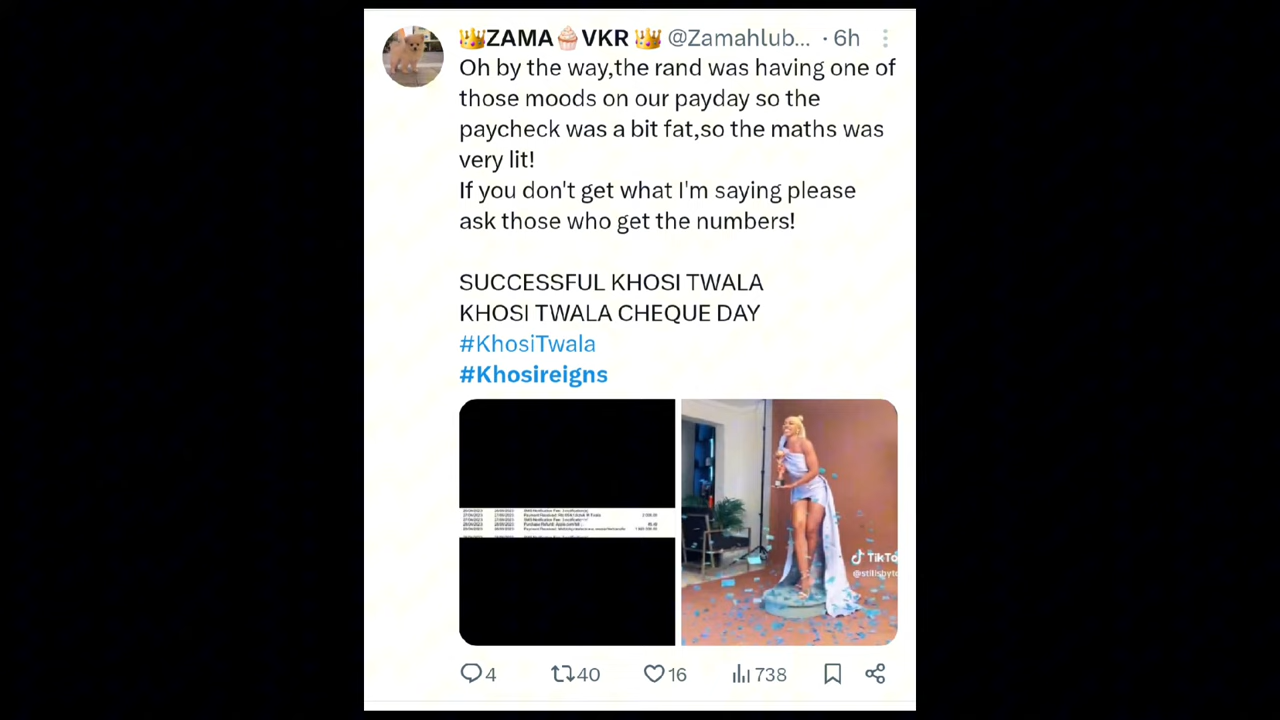 👑ZAMA🧁VKR👑 @Zamahlub... · 6h
Oh by the way,the rand was having one of
those moods on our payday so the
paycheck was a bit fat,so the maths was
very lit!
If you don't get what I'm saying please
ask those who get the numbers!
SUCCESSFUL KHOSI TWALA
KHOSI TWALA CHEQUE DAY
#KhosiTwala
#Khosireigns
TikTo
4 40 16 738